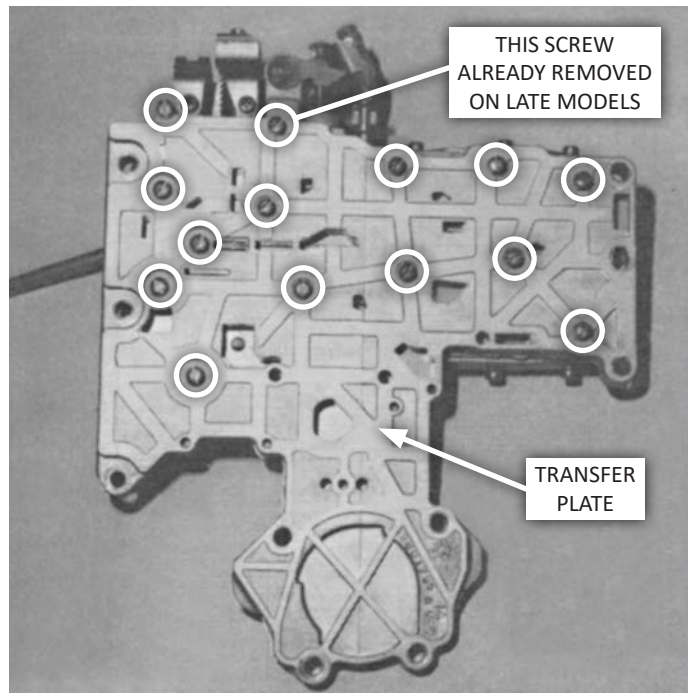 THIS SCREW
ALREADY REMOVED
ON LATE MODELS
TRANSFER
PLATE